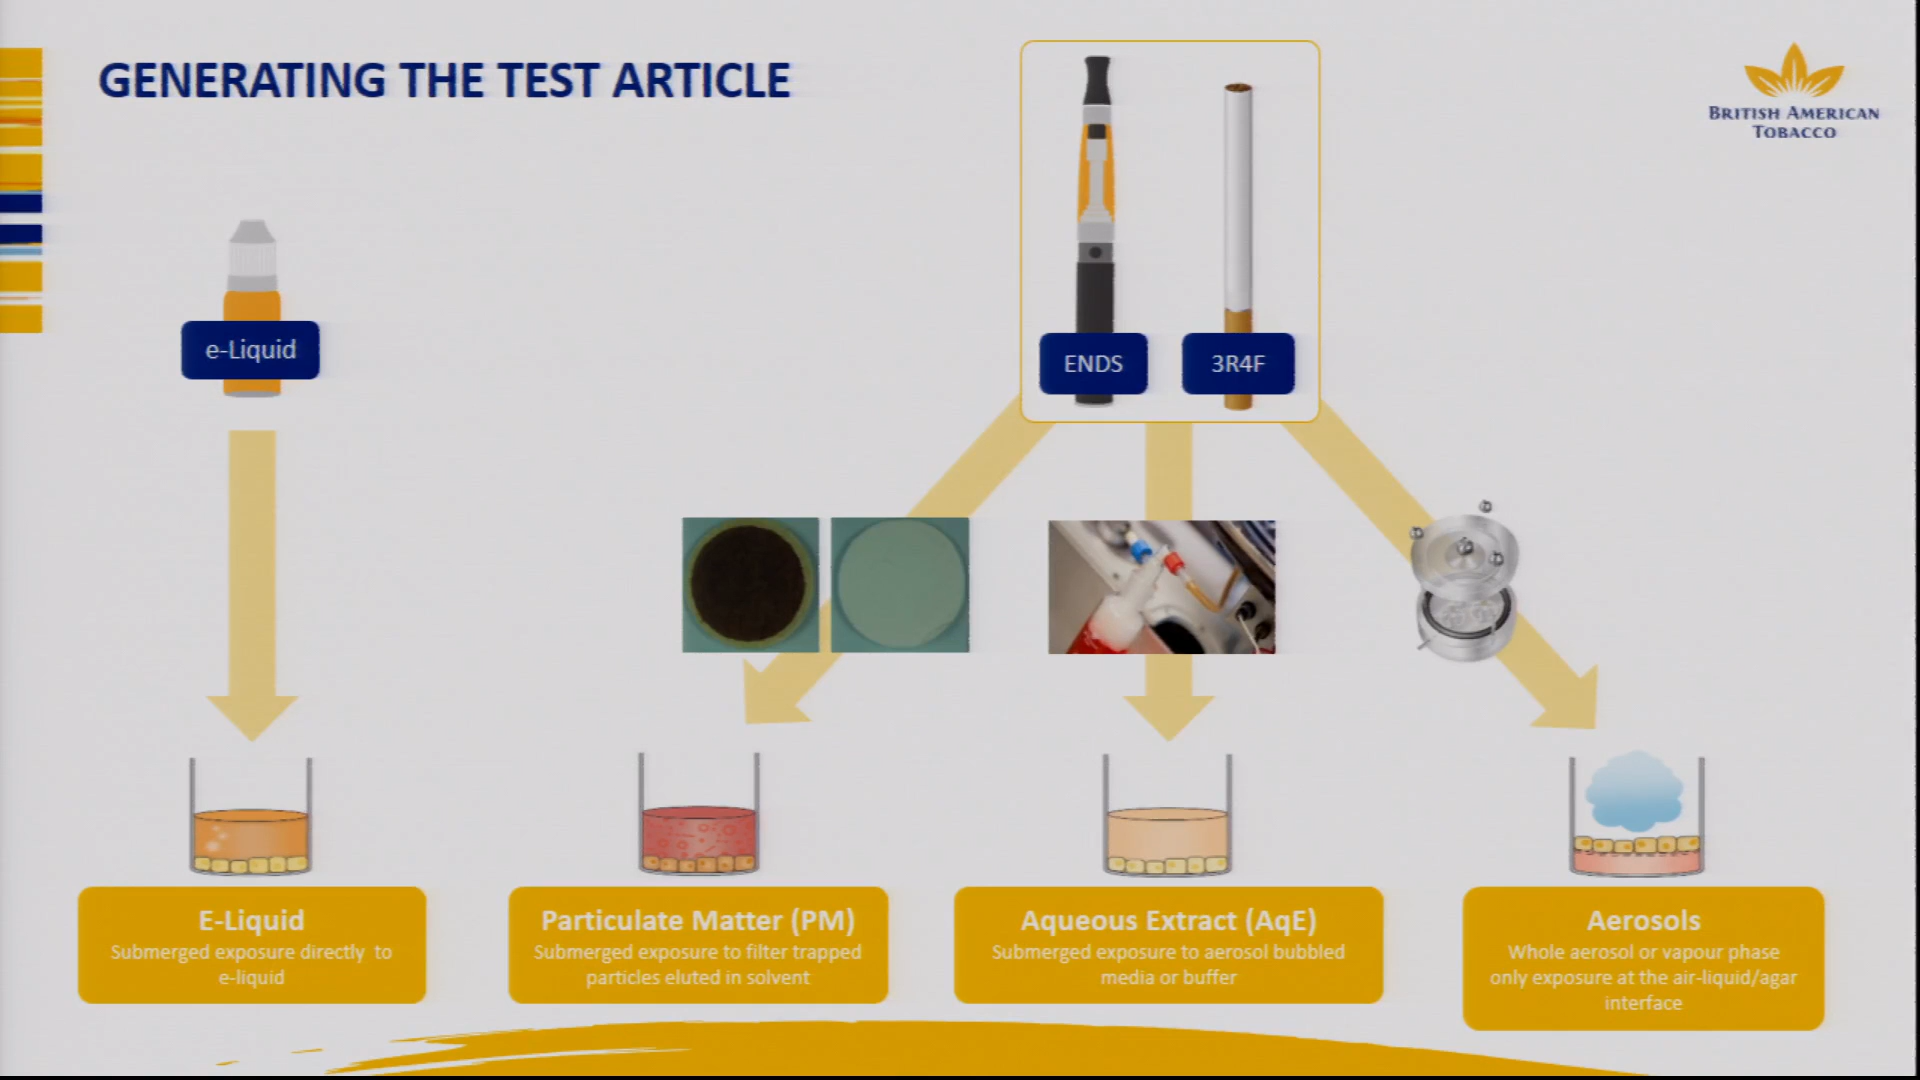 GENERATING THE TEST ARTICLE
BRITISH AMERICAN
TOBACCO
e-Liquid
ENDS
3R4F
E-Liquid
Submerged exposure directly to
e-liquid
Particulate Matter (PM)
Submerged exposure to filter trapped
particles eluted in solvent
Aqueous Extract (AqE)
Submerged exposure to aerosol bubbled
media or buffer
Aerosols
Whole aerosol or vapour phase
only exposure at the air-liquid/agar
interface